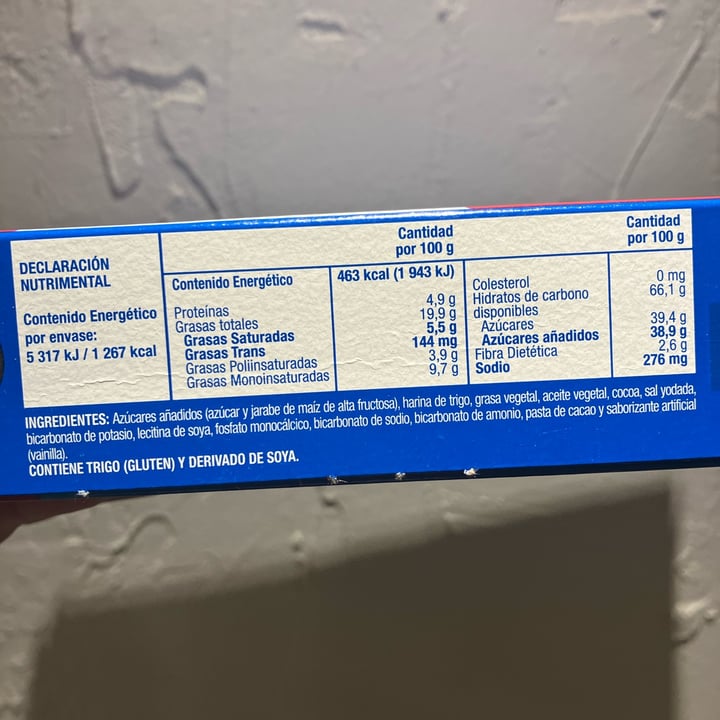 DECLARACIÓN
NUTRIMENTAL
Contenido Energético
por envase:
5 317 kJ / 1 267 kcal
Cantidad
por 100 g
Contenido Energético 463 kcal (1 943 kJ)
Proteínas 4,9 g
Grasas totales 19,9 g
Grasas Saturadas 5,5 g
Grasas Trans 144 mg
Grasas Poliinsaturadas 3,9 g
Grasas Monoinsaturadas 9,7 g
Cantidad
por 100 g
Colesterol 0 mg
Hidratos de carbono 66,1 g
disponibles
Azúcares 39,4 g
Azúcares añadidos 38,9 g
Fibra Dietética 2,6 g
Sodio 276 mg
INGREDIENTES: Azúcares añadidos (azúcar y jarabe de maíz de alta fructosa), harina de trigo, grasa vegetal, aceite vegetal, cocoa, sal yodada,
bicarbonato de potasio, lecitina de soya, fosfato monocálcico, bicarbonato de sodio, bicarbonato de amonio, pasta de cacao y saborizante artificial
(vainilla).
CONTIENE TRIGO (GLUTEN) Y DERIVADO DE SOYA.